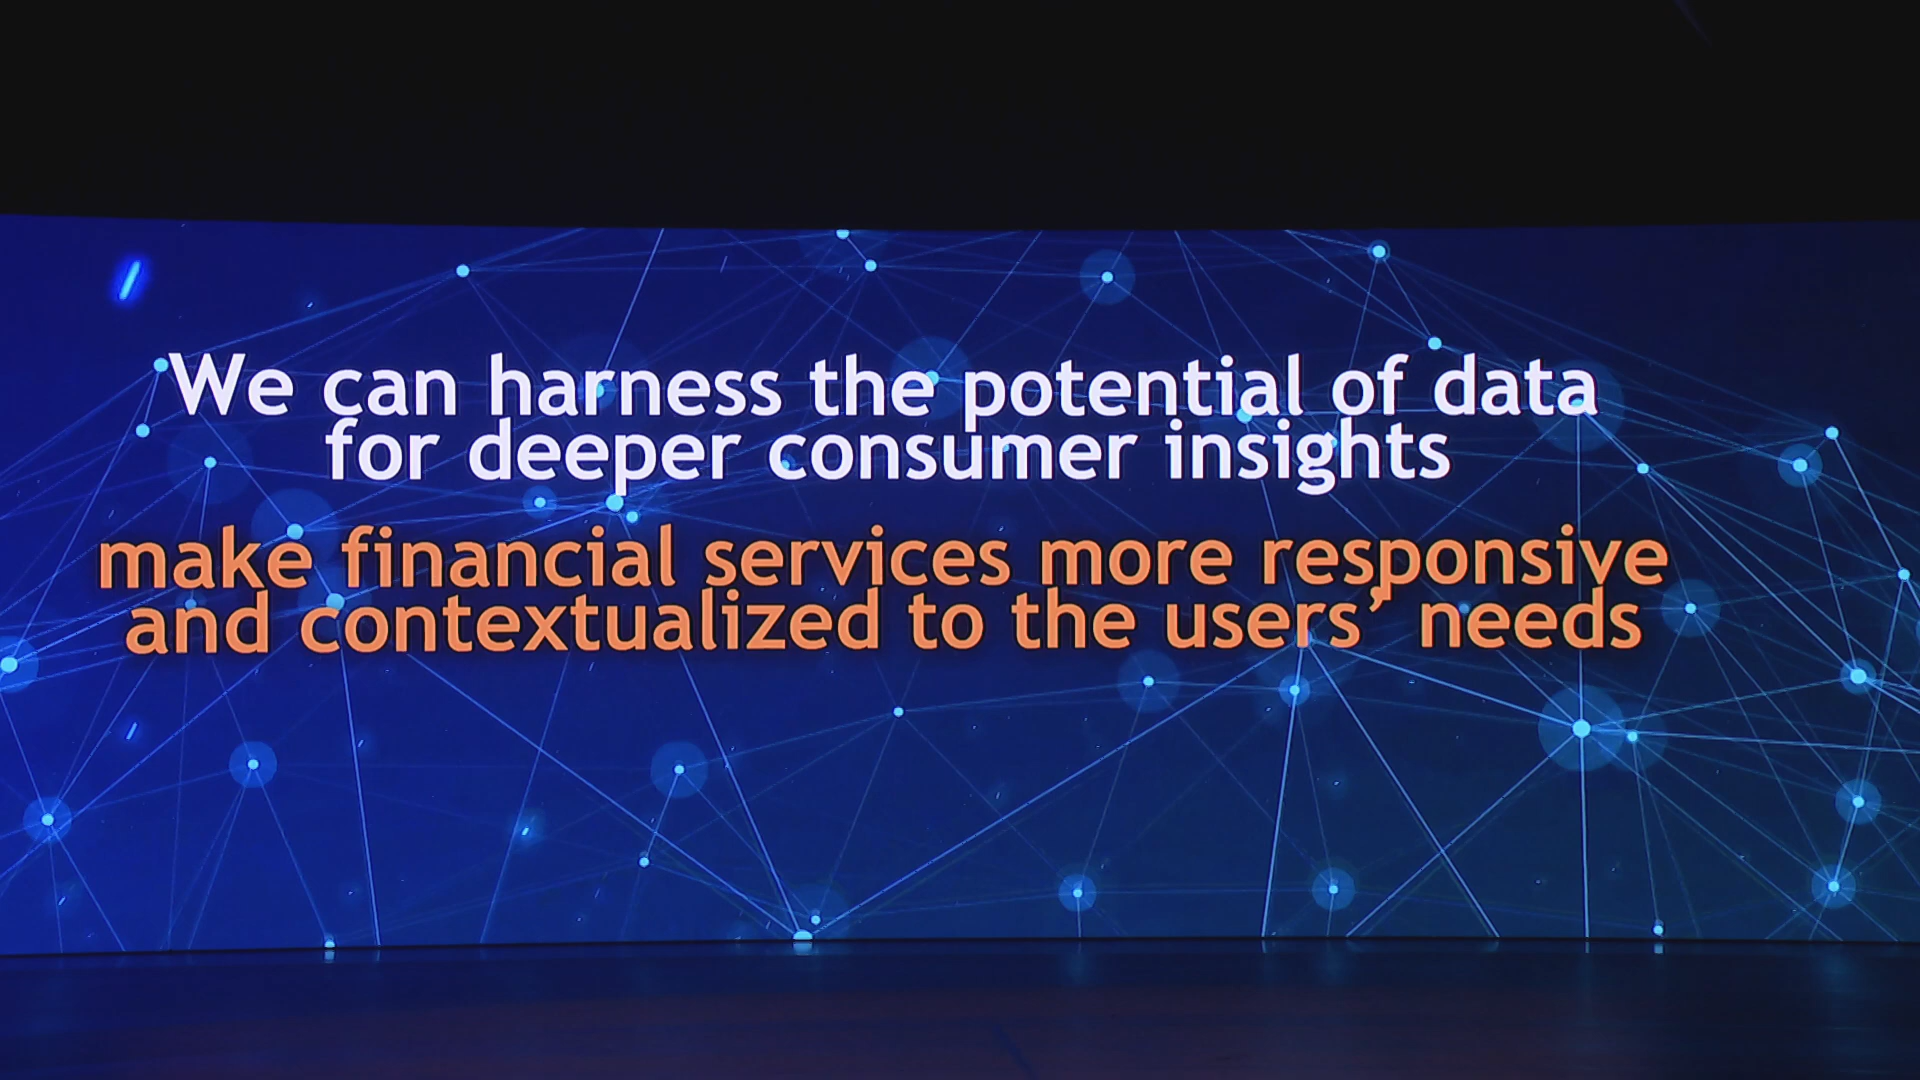 We can harness the potential of data
for deeper consumer insights
make financial services more responsive
and contextualized to the users’ needs